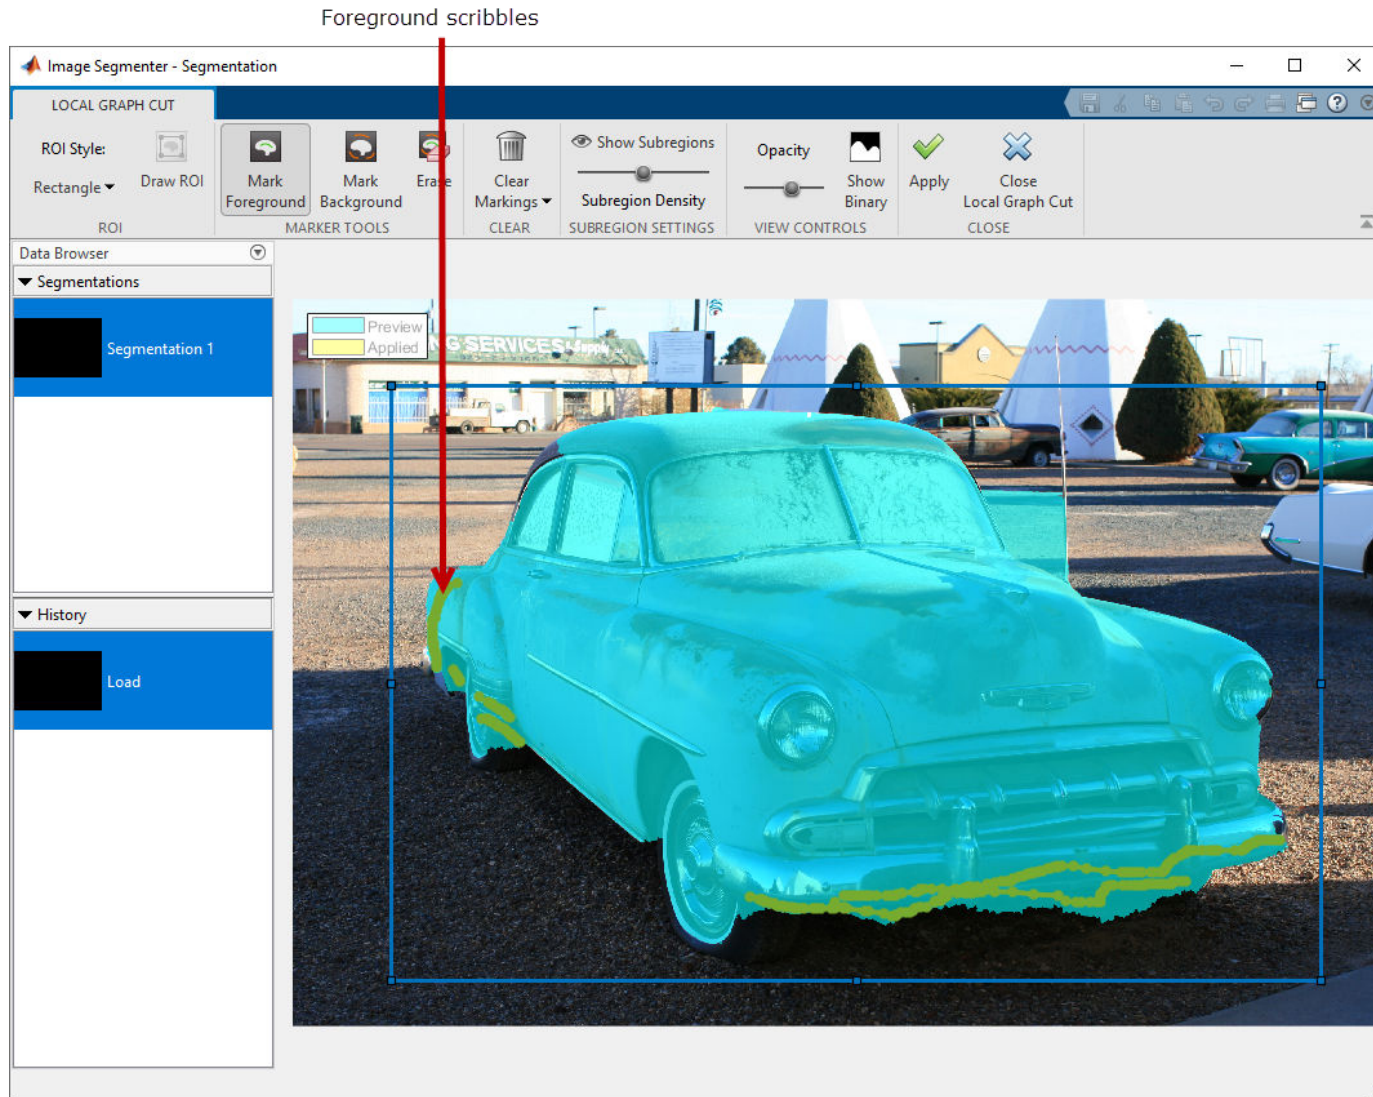 Foreground scribbles
Image Segmenter - Segmentation
LOCAL GRAPH CUT
ROI Style:
Rectangle
Draw ROI
ROI
Mark Foreground
Mark Background
Erase
MARKER TOOLS
Clear Markings
CLEAR
Show Subregions
Subregion Density
SUBREGION SETTINGS
Opacity
Show Binary
VIEW CONTROLS
Apply
Close Local Graph Cut
CLOSE
Data Browser
Segmentations
Segmentation 1
History
Load
Preview
Applied
G SERVICES